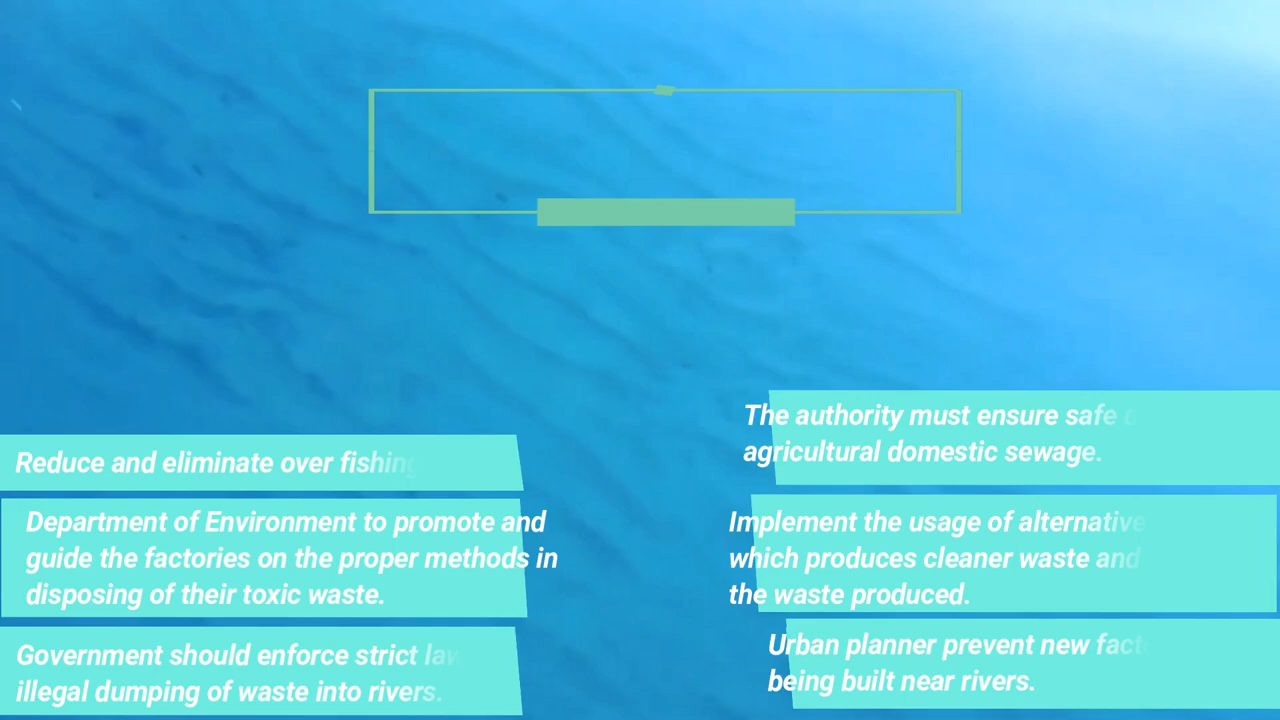 Reduce and eliminate over fishing
Department of Environment to promote and
guide the factories on the proper methods in
disposing of their toxic waste.
Government should enforce strict law
illegal dumping of waste into rivers.
The authority must ensure safe
agricultural domestic sewage.
Implement the usage of alternative
which produces cleaner waste and
the waste produced.
Urban planner prevent new
being built near rivers.